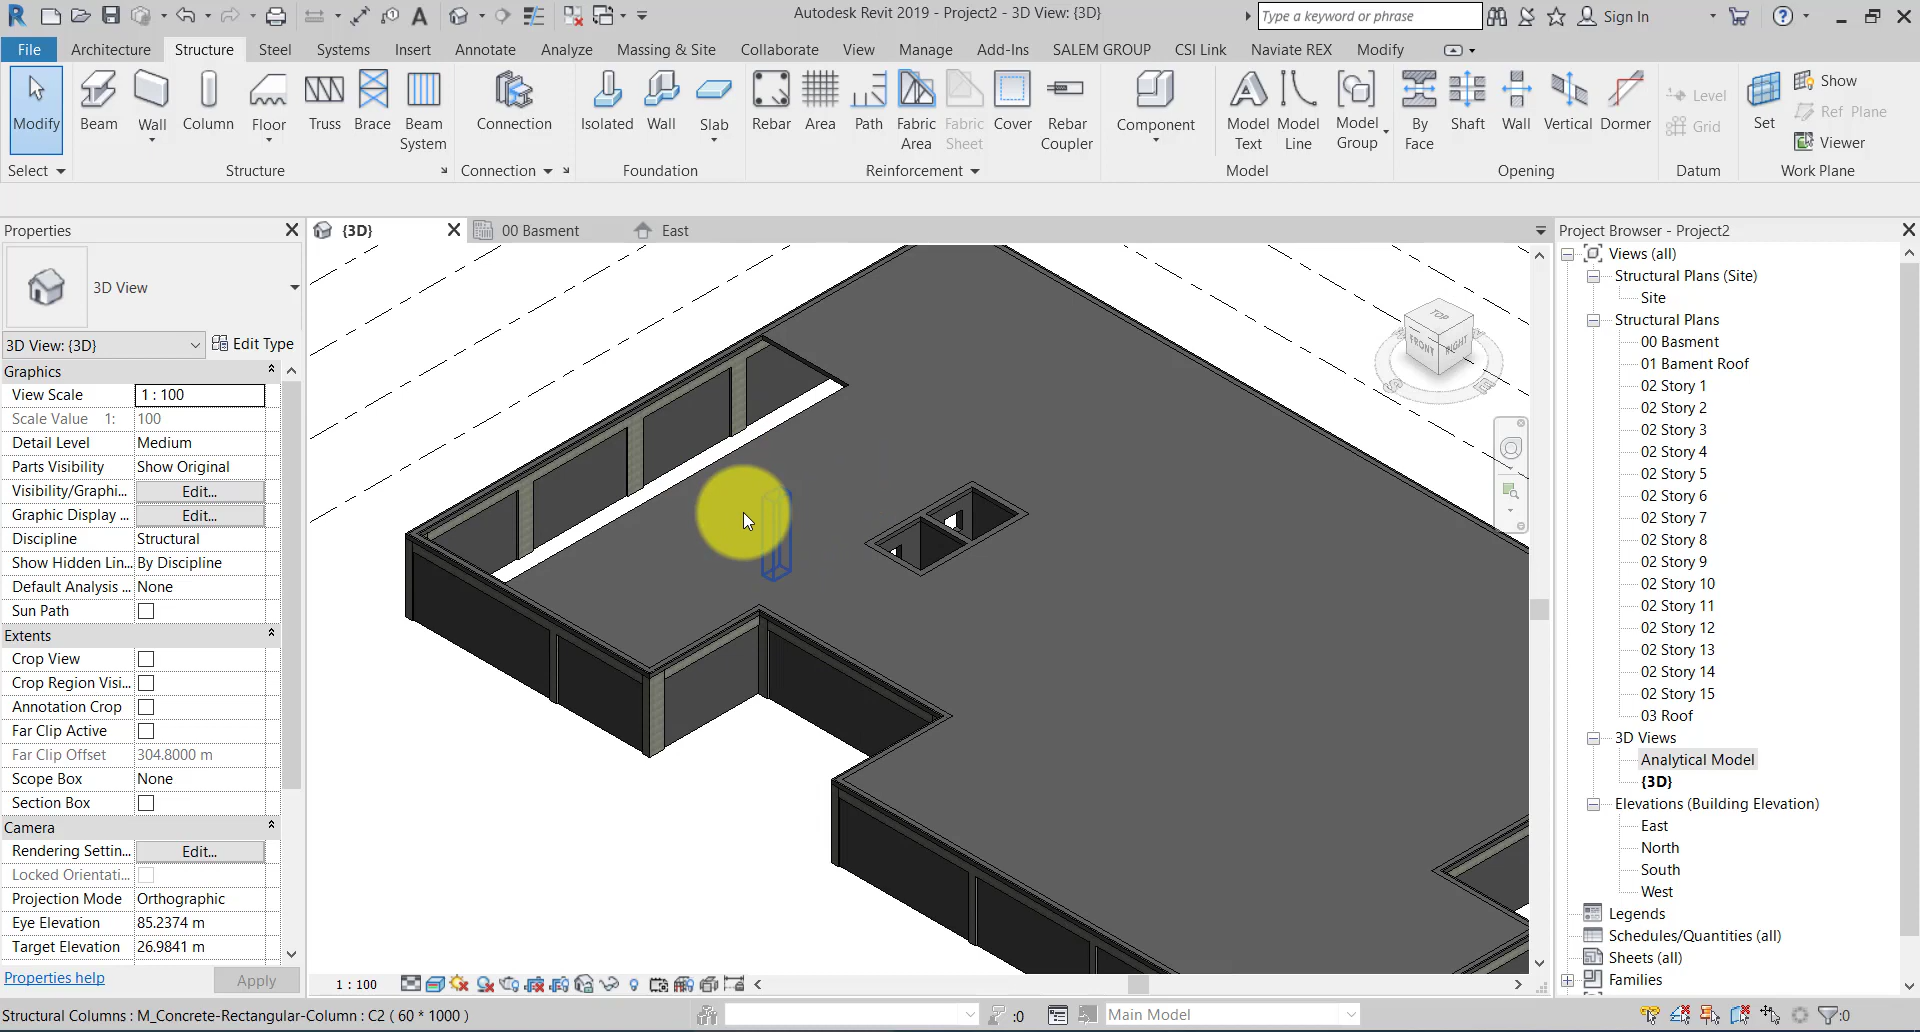 Autodesk Revit 2019 - Project2 - 3D View: {3D}
Type a keyword or phrase
Sign In
File
Architecture
Structure
Steel
Systems
Insert
Annotate
Analyze
Massing & Site
Collaborate
View
Manage
Add-Ins
SALEM GROUP
CSI Link
Naviate REX
Modify
Modify
Beam
Wall
Column
Floor
Truss
Brace
Beam
System
Connection
Isolated
Wall
Slab
Rebar
Area
Path
Fabric
Area
Fabric
Sheet
Cover
Rebar
Coupler
Component
Model
Text
Model
Line
Model
Group
By
Face
Shaft
Wall
Vertical
Dormer
Level
Grid
Set
Show
Ref Plane
Viewer
Select
Structure
Connection
Foundation
Reinforcement
Model
Opening
Datum
Work Plane
Properties
{3D}
00 Basment
East
Project Browser - Project2
3D View
3D View: {3D}
Edit Type
Graphics
View Scale 1 : 100
Scale Value 1: 100
Detail Level Medium
Parts Visibility Show Original
Visibility/Graphi... Edit...
Graphic Display ... Edit...
Discipline Structural
Show Hidden Lin... By Discipline
Default Analysis ... None
Sun Path
Extents
Crop View
Crop Region Visi...
Annotation Crop
Far Clip Active
Far Clip Offset 304.8000 m
Scope Box None
Section Box
Camera
Rendering Settin... Edit...
Locked Orientati...
Projection Mode Orthographic
Eye Elevation 85.2374 m
Target Elevation 26.9841 m
Properties help
Apply
TOP
FRONT
RIGHT
Views (all)
Structural Plans (Site)
Site
Structural Plans
00 Basment
01 Bament Roof
02 Story 1
02 Story 2
02 Story 3
02 Story 4
02 Story 5
02 Story 6
02 Story 7
02 Story 8
02 Story 9
02 Story 10
02 Story 11
02 Story 12
02 Story 13
02 Story 14
02 Story 15
03 Roof
3D Views
Analytical Model
{3D}
Elevations (Building Elevation)
East
North
South
West
Legends
Schedules/Quantities (all)
Sheets (all)
Families
1 : 100
Structural Columns : M_Concrete-Rectangular-Column : C2 ( 60 * 1000 )
:0
Main Model
:0